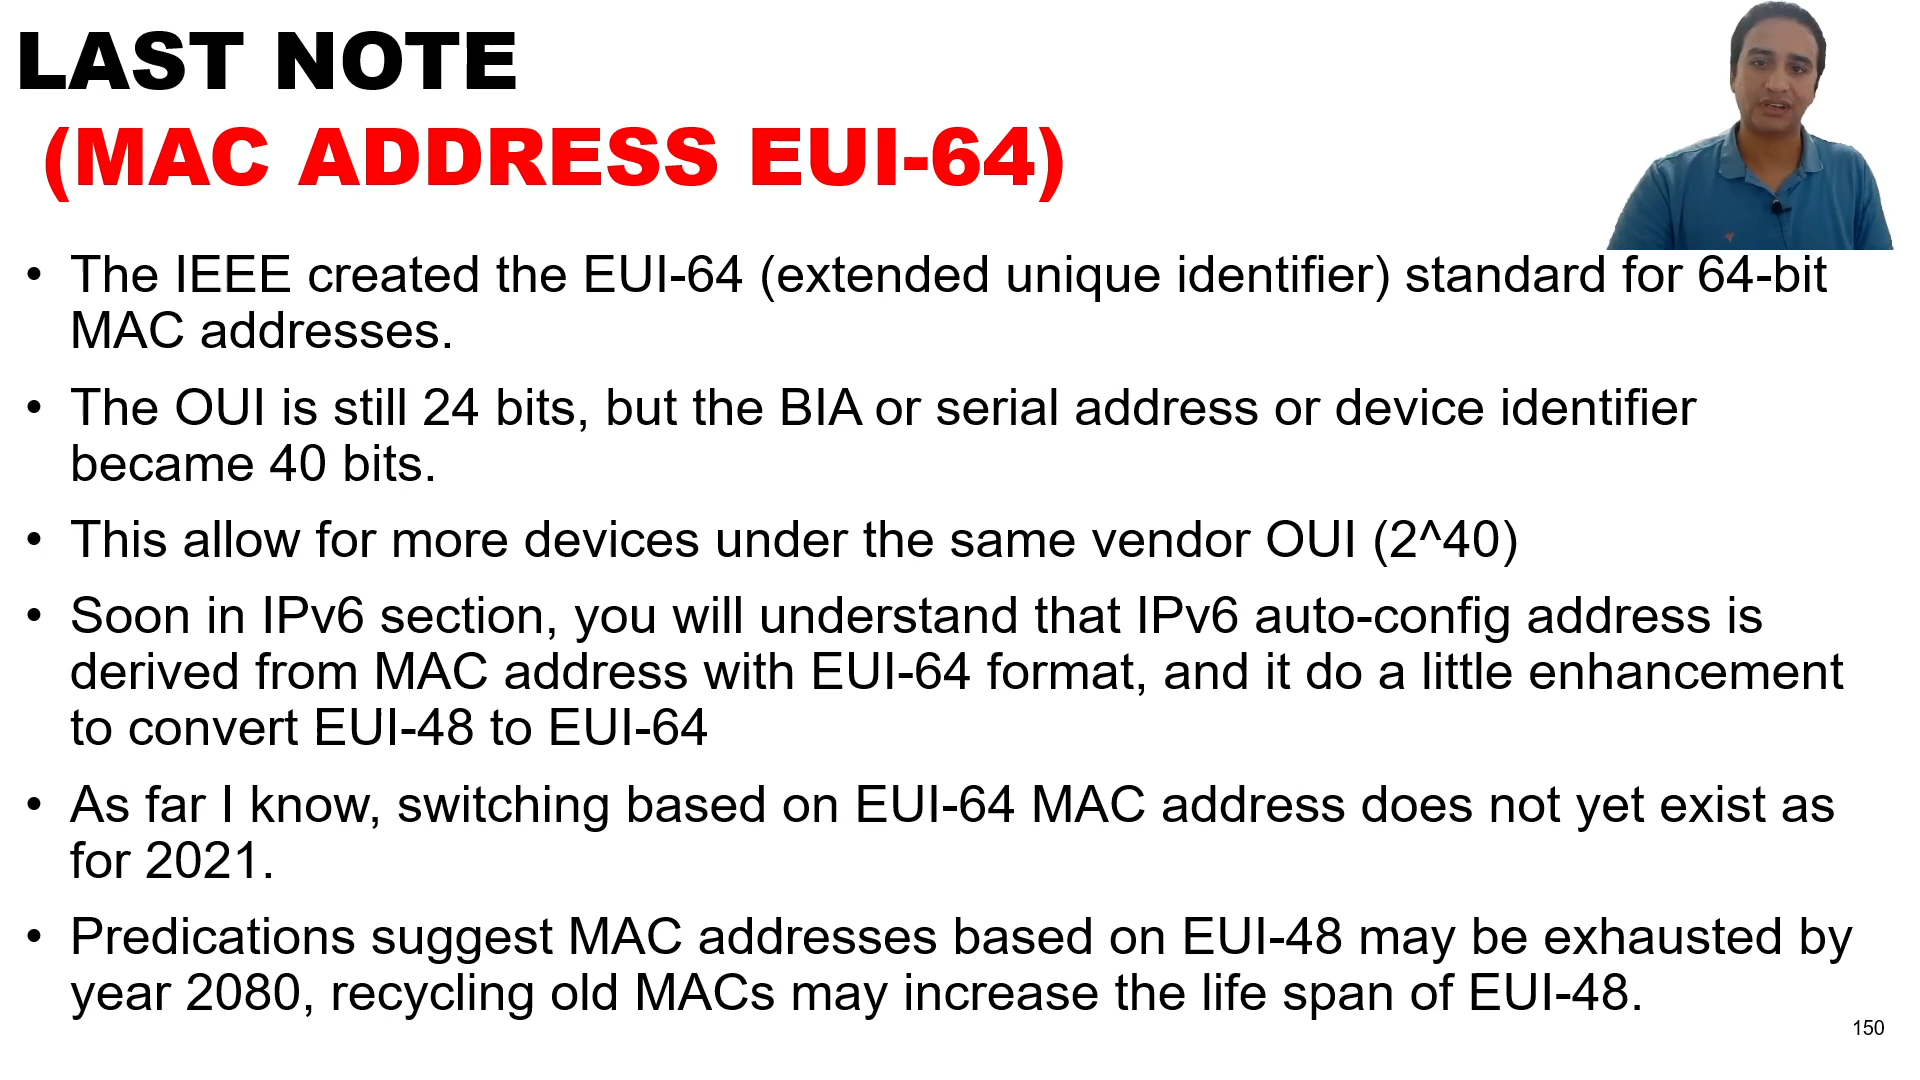 LAST NOTE
(MAC ADDRESS EUI-64)
• The IEEE created the EUI-64 (extended unique identifier) standard for 64-bit
MAC addresses.
• The OUI is still 24 bits, but the BIA or serial address or device identifier
became 40 bits.
• This allow for more devices under the same vendor OUI (2^40)
• Soon in IPv6 section, you will understand that IPv6 auto-config address is
derived from MAC address with EUI-64 format, and it do a little enhancement
to convert EUI-48 to EUI-64
• As far I know, switching based on EUI-64 MAC address does not yet exist as
for 2021.
• Predications suggest MAC addresses based on EUI-48 may be exhausted by
year 2080, recycling old MACs may increase the life span of EUI-48.
150